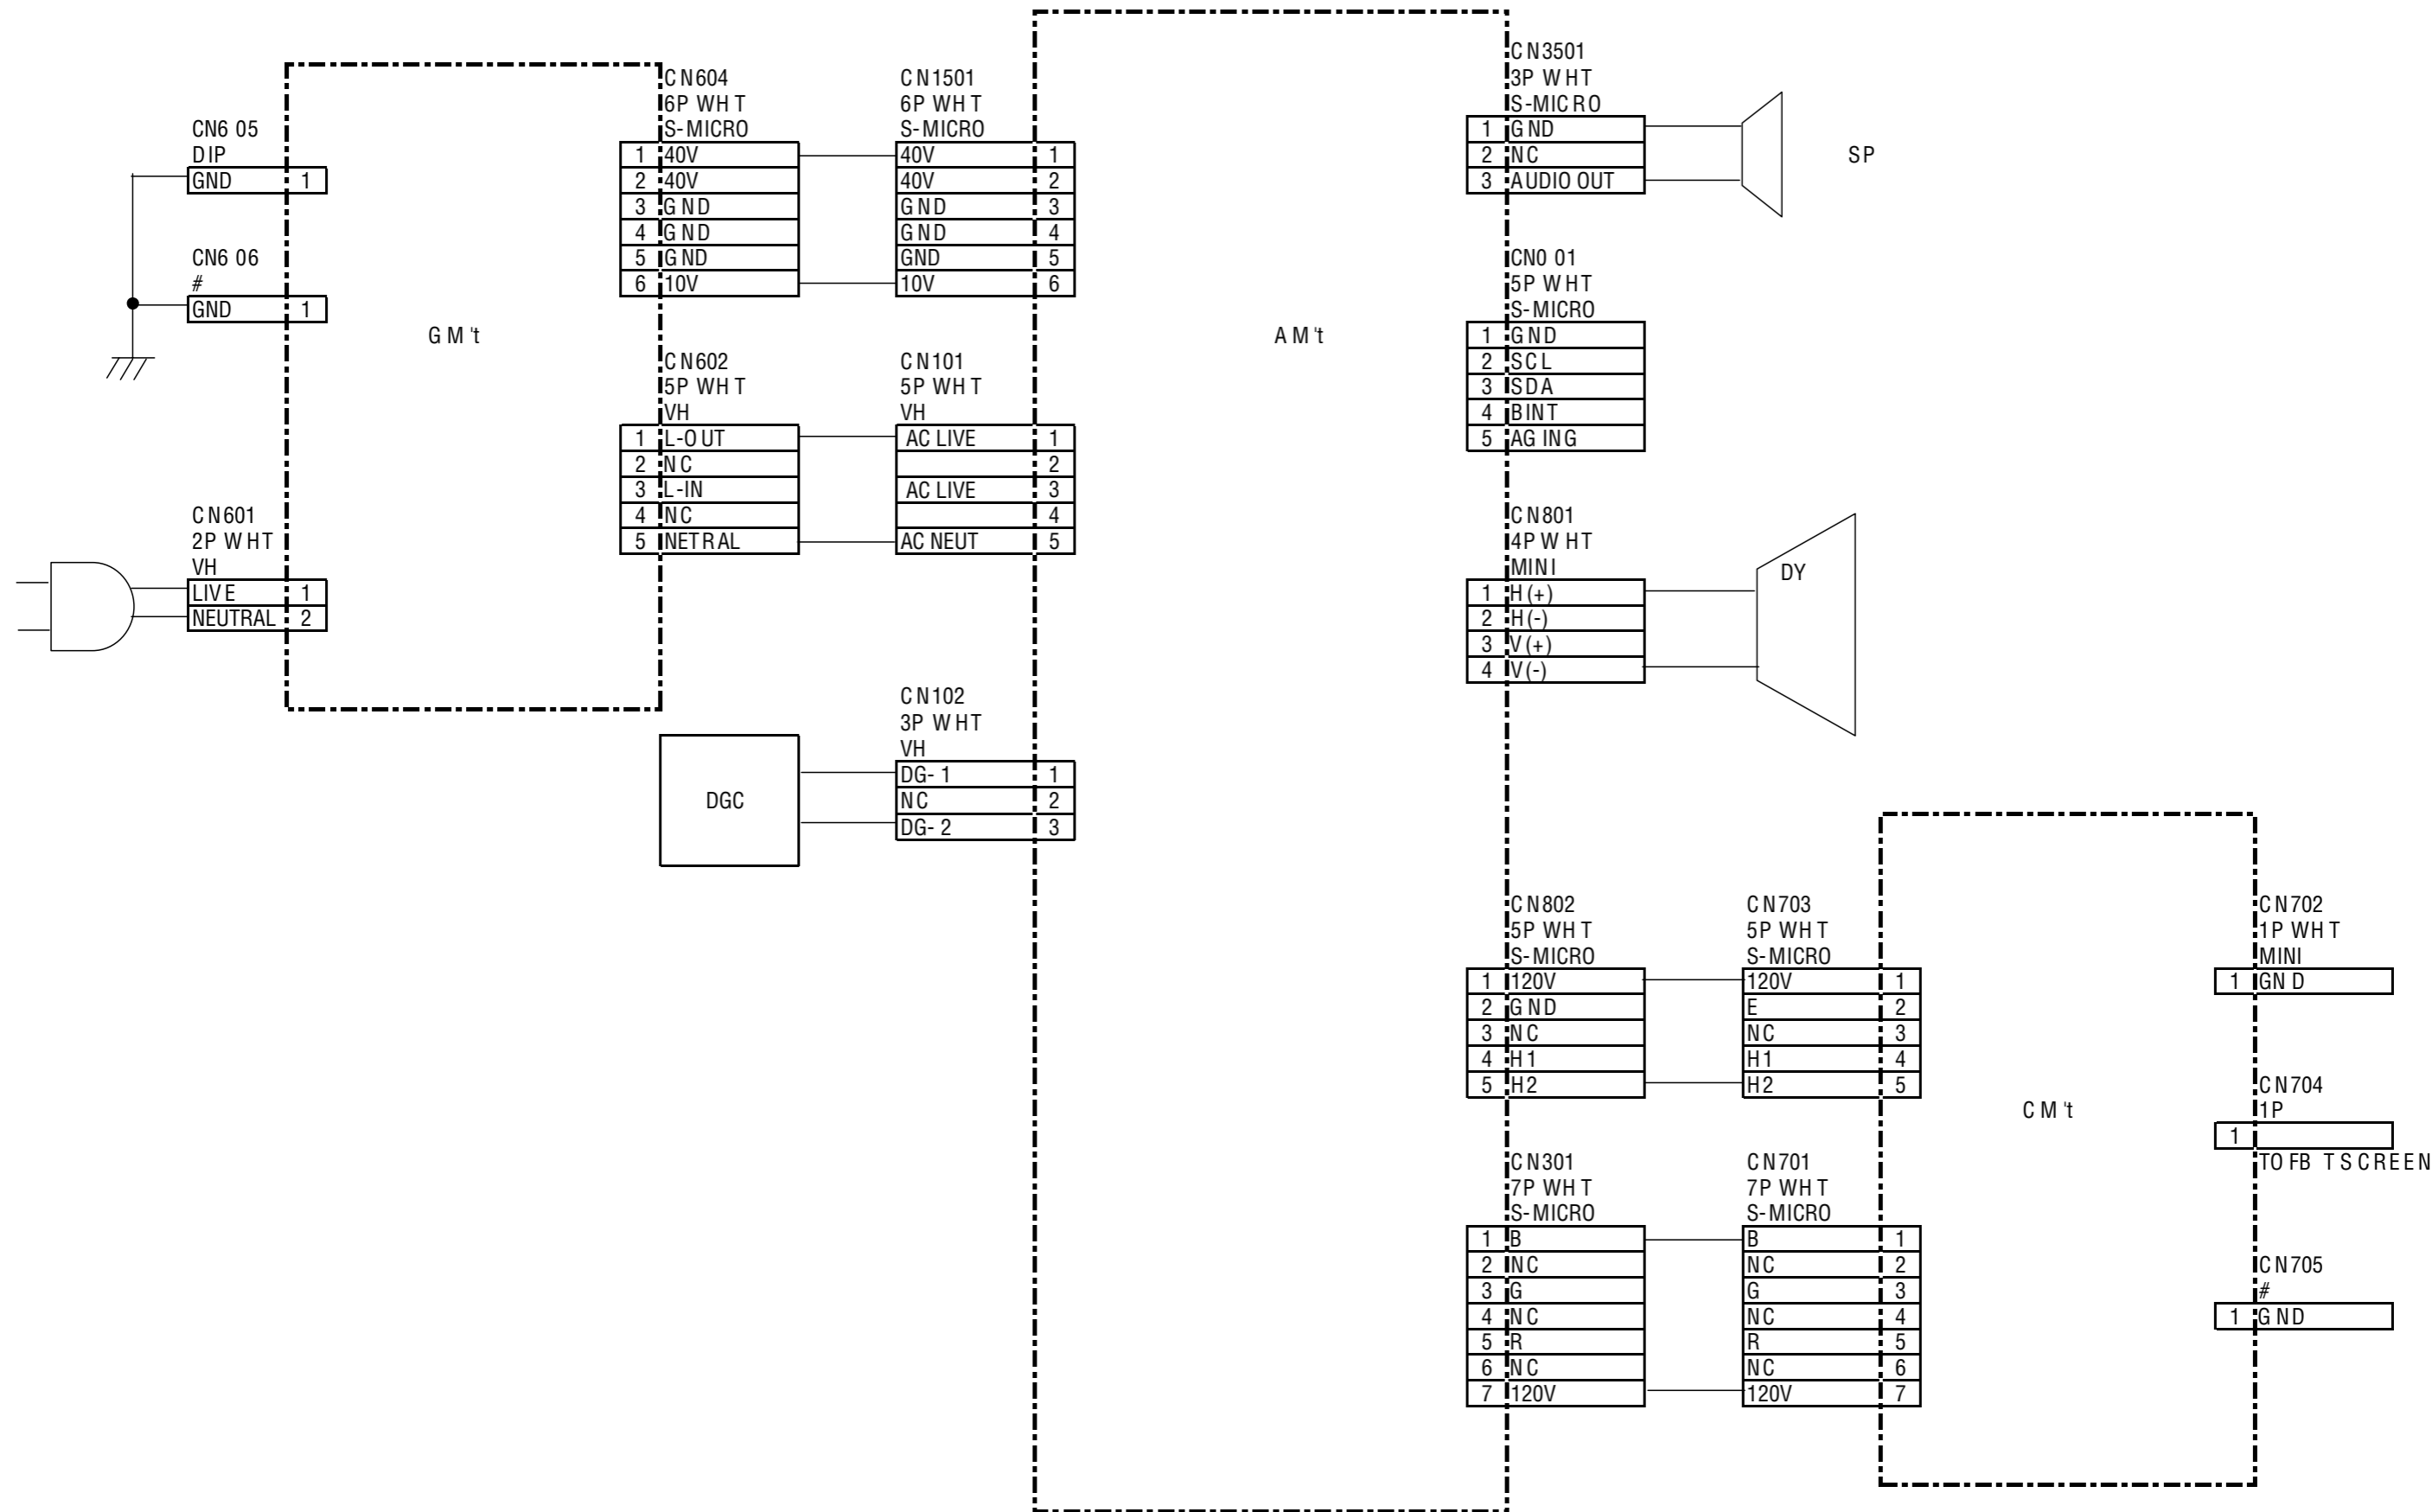 CN605
DIP
GND 1
CN606
#
GND 1
CN601
2P WHT
VH
LIVE 1
NEUTRAL 2
GM't
CN604
6P WHT
S-MICRO
1 40V
2 40V
3 GND
4 GND
5 GND
6 10V
CN602
5P WHT
VH
1 L-OUT
2 NC
3 L-IN
4 NC
5 NETRAL
CN1501
6P WHT
S-MICRO
40V 1
40V 2
GND 3
GND 4
GND 5
10V 6
CN101
5P WHT
VH
AC LIVE 1
2
AC LIVE 3
4
AC NEUT 5
DGC
CN102
3P WHT
VH
DG-1 1
NC 2
DG-2 3
AM't
CN3501
3P WHT
S-MICRO
1 GND
2 NC
3 AUDIO OUT
SP
CN001
5P WHT
S-MICRO
1 GND
2 SCL
3 SDA
4 BINT
5 AGING
CN801
4P WHT
MINI
1 H(+)
2 H(-)
3 V(+)
4 V(-)
DY
CN802
5P WHT
S-MICRO
1 120V
2 GND
3 NC
4 H1
5 H2
CN703
5P WHT
S-MICRO
120V 1
E 2
NC 3
H1 4
H2 5
CN301
7P WHT
S-MICRO
1 B
2 NC
3 G
4 NC
5 R
6 NC
7 120V
CN701
7P WHT
S-MICRO
B 1
NC 2
G 3
NC 4
R 5
NC 6
120V 7
CM't
CN702
1P WHT
MINI
1 GND
CN704
1P
1
TO FBT SCREEN
CN705
#
1 GND